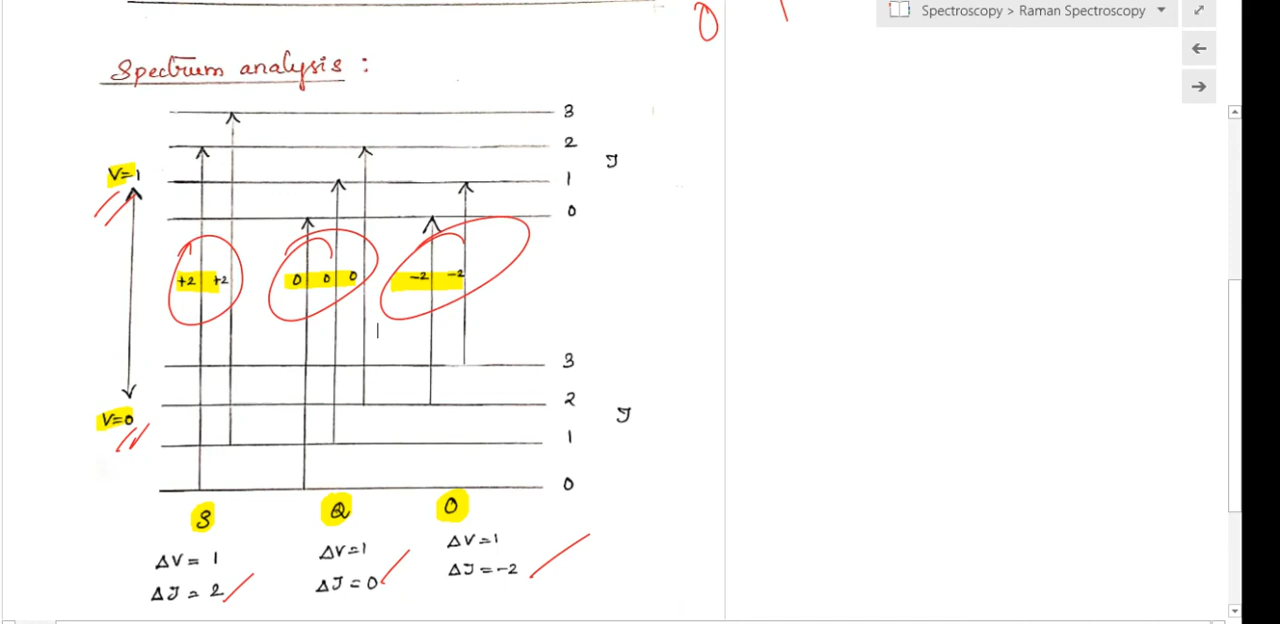 Spectroscopy > Raman Spectroscopy
Spectrum analysis :
3
2
J
V=1
1
0
+2 +2 0 0 0 -2 -2
3
2
V=0
J
1
0
S Q O
ΔV = 1 ΔV=1 ΔV=1
ΔJ = 2 ΔJ = 0 ΔJ = -2